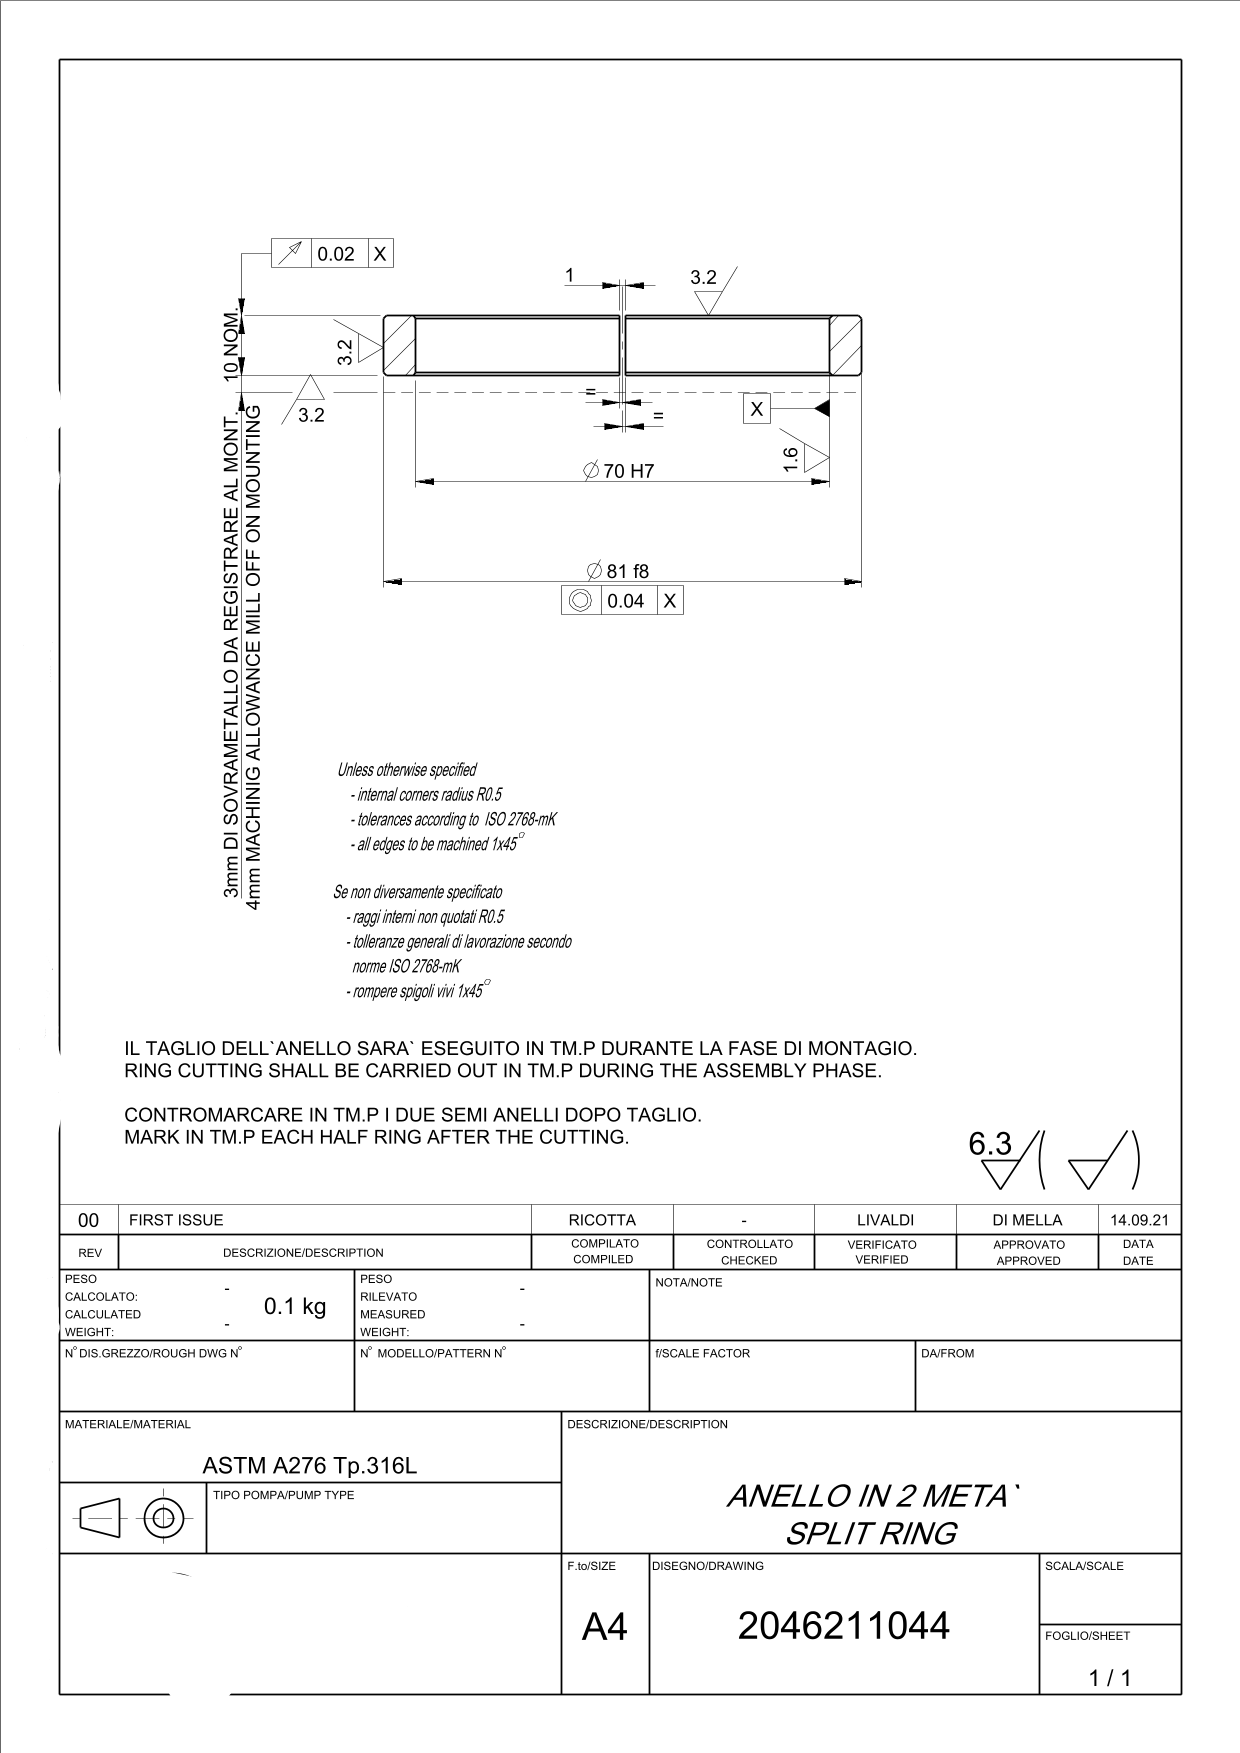 0.02 X
1
3.2
10 NOM.
3.2
3.2
=
=
X
1.6
3mm DI SOVRAMETALLO DA REGISTRARE AL MONT.
4mm MACHINIG ALLOWANCE MILL OFF ON MOUNTING
∅ 70 H7
∅ 81 f8
0.04 X
Unless otherwise specified
- internal corners radius R0.5
- tolerances according to ISO 2768-mK
- all edges to be machined 1x45°
Se non diversamente specificato
- raggi interni non quotati R0.5
- tolleranze generali di lavorazione secondo
norme ISO 2768-mK
- rompere spigoli vivi 1x45°
IL TAGLIO DELL`ANELLO SARA` ESEGUITO IN TM.P DURANTE LA FASE DI MONTAGIO.
RING CUTTING SHALL BE CARRIED OUT IN TM.P DURING THE ASSEMBLY PHASE.
CONTROMARCARE IN TM.P I DUE SEMI ANELLI DOPO TAGLIO.
MARK IN TM.P EACH HALF RING AFTER THE CUTTING.
6.3 ( )
00 FIRST ISSUE RICOTTA - LIVALDI DI MELLA 14.09.21
REV DESCRIZIONE/DESCRIPTION COMPILATO CONTROLLATO VERIFICATO APPROVATO DATA
COMPILED CHECKED VERIFIED APPROVED DATE
PESO
CALCOLATO: -
CALCULATED 0.1 kg
WEIGHT: -
PESO
RILEVATO -
MEASURED
WEIGHT: -
NOTA/NOTE
N° DIS.GREZZO/ROUGH DWG N°
N° MODELLO/PATTERN N°
f/SCALE FACTOR
DA/FROM
MATERIALE/MATERIAL
ASTM A276 Tp.316L
TIPO POMPA/PUMP TYPE
DESCRIZIONE/DESCRIPTION
ANELLO IN 2 META`
SPLIT RING
F.to/SIZE
A4
DISEGNO/DRAWING
2046211044
SCALA/SCALE
FOGLIO/SHEET
1 / 1